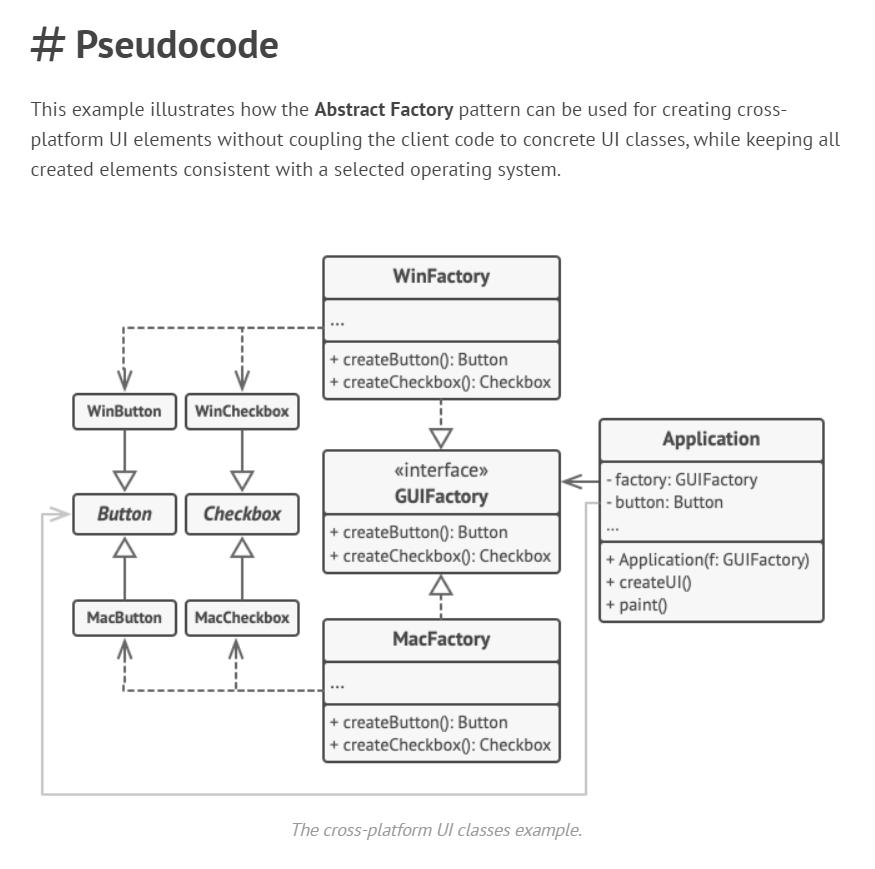 # Pseudocode
This example illustrates how the Abstract Factory pattern can be used for creating cross-
platform UI elements without coupling the client code to concrete UI classes, while keeping all
created elements consistent with a selected operating system.
WinFactory
...
+ createButton(): Button
+ createCheckbox(): Checkbox
WinButton
WinCheckbox
Button
Checkbox
MacButton
MacCheckbox
«interface»
GUIFactory
+ createButton(): Button
+ createCheckbox(): Checkbox
MacFactory
...
+ createButton(): Button
+ createCheckbox(): Checkbox
Application
- factory: GUIFactory
- button: Button
...
+ Application(f: GUIFactory)
+ createUI()
+ paint()
The cross-platform UI classes example.